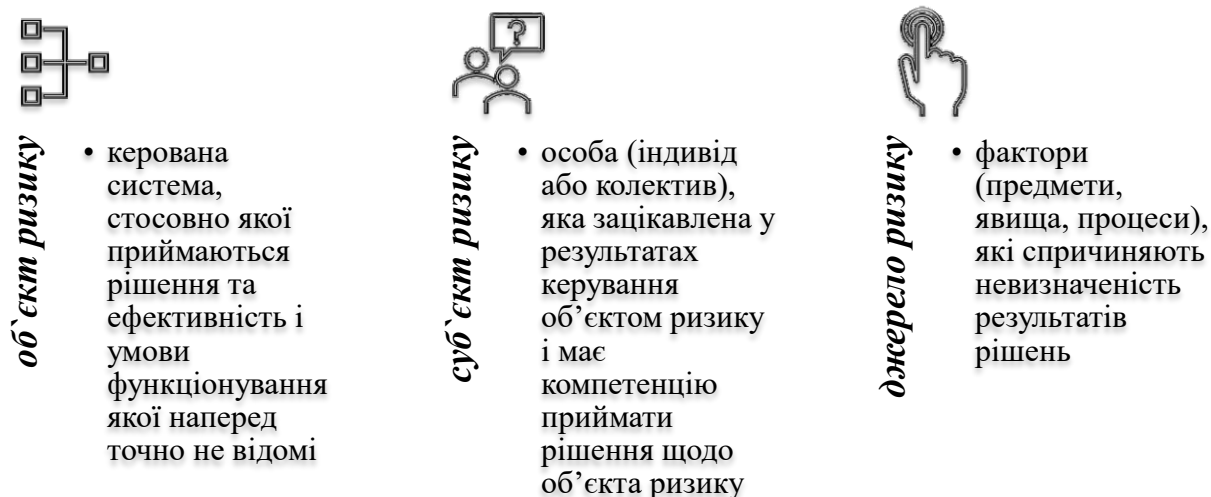 ?
об`єкт ризику
• керована
система,
стосовно якої
приймаються
рішення та
ефективність і
умови
функціонування
якої наперед
точно не відомі
суб`єкт ризику
• особа (індивід
або колектив),
яка зацікавлена у
результатах
керування
об’єктом ризику
і має
компетенцію
приймати
рішення щодо
об’єкта ризику
джерело ризику
• фактори
(предмети,
явища, процеси),
які спричиняють
невизначеність
результатів
рішень